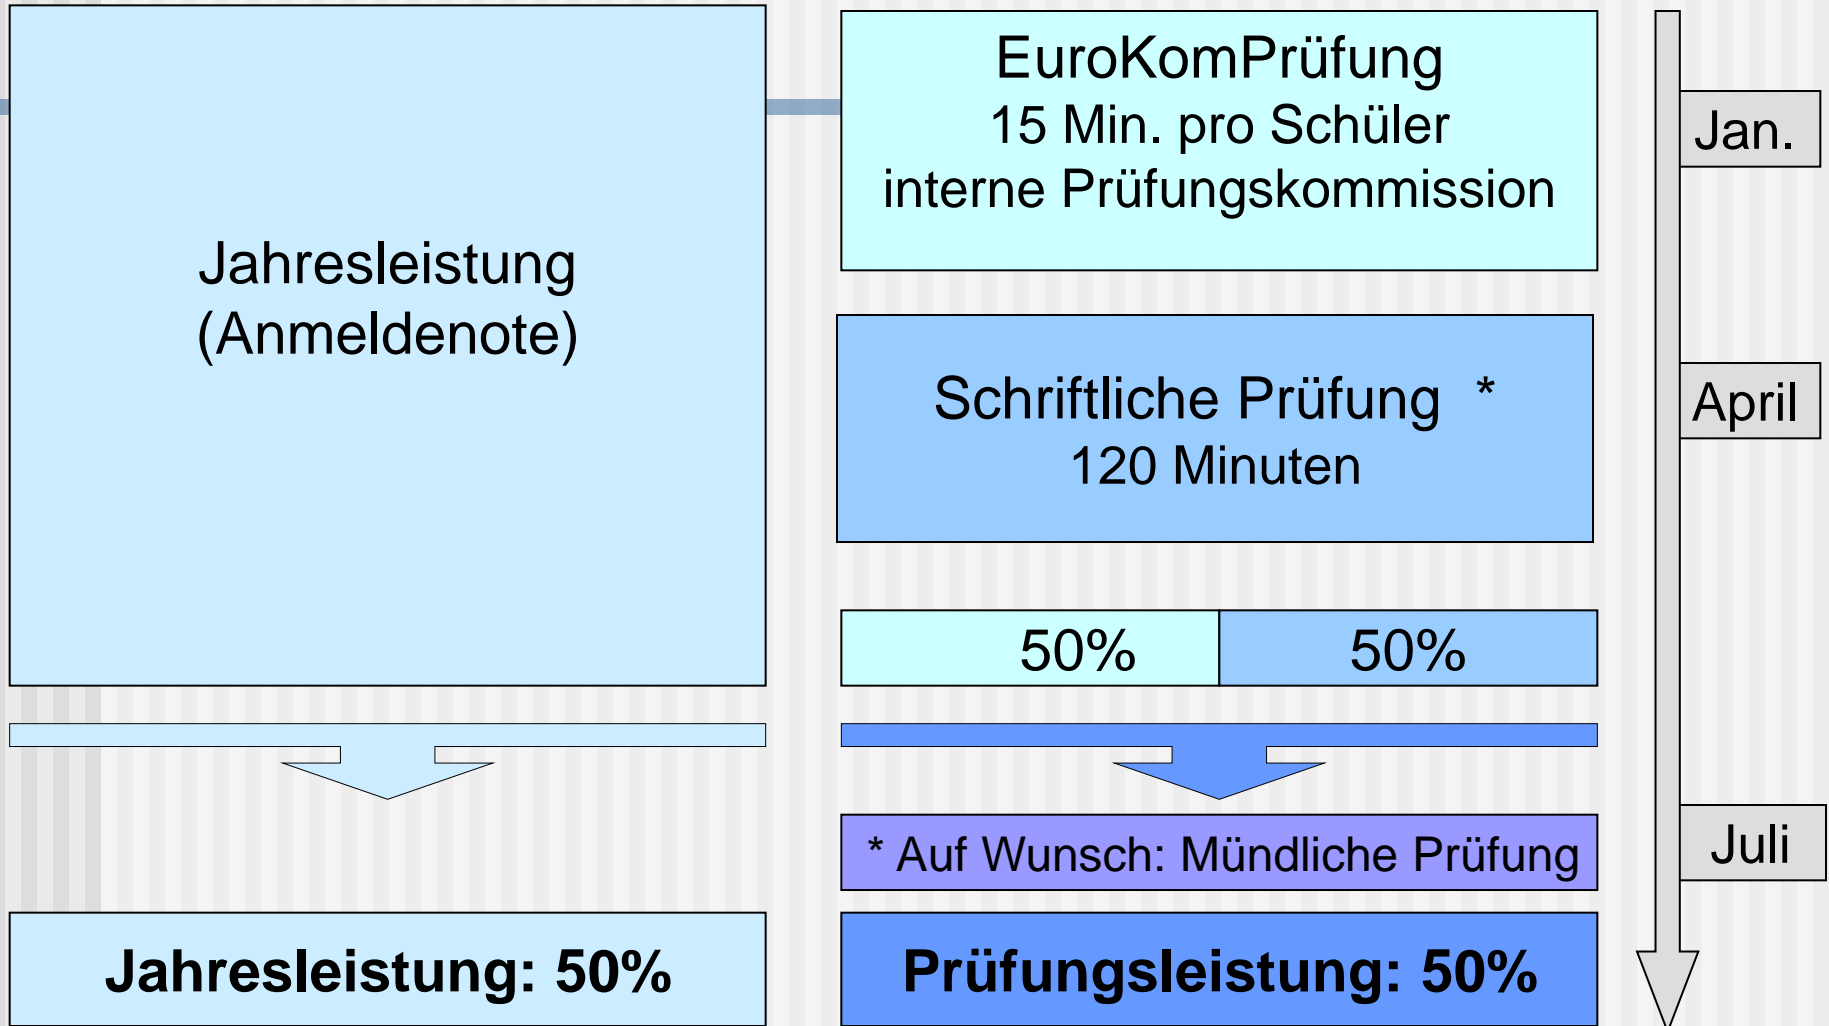 Jahresleistung
(Anmeldenote)
EuroKomPrüfung
15 Min. pro Schüler
interne Prüfungskommission
Jan.
Schriftliche Prüfung *
120 Minuten
April
50% 50%
* Auf Wunsch: Mündliche Prüfung
Juli
Jahresleistung: 50%
Prüfungsleistung: 50%